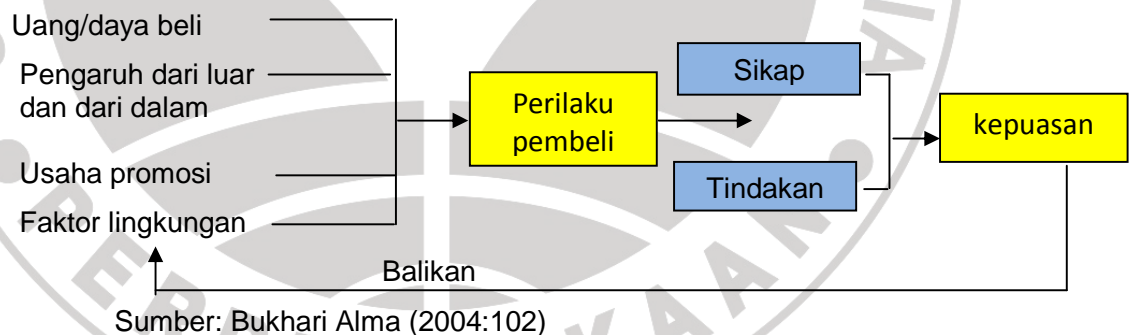 Uang/daya beli
Pengaruh dari luar
dan dari dalam
Usaha promosi
Faktor lingkungan
Perilaku
pembeli
Sikap
Tindakan
kepuasan
Balikan
Sumber: Bukhari Alma (2004:102)